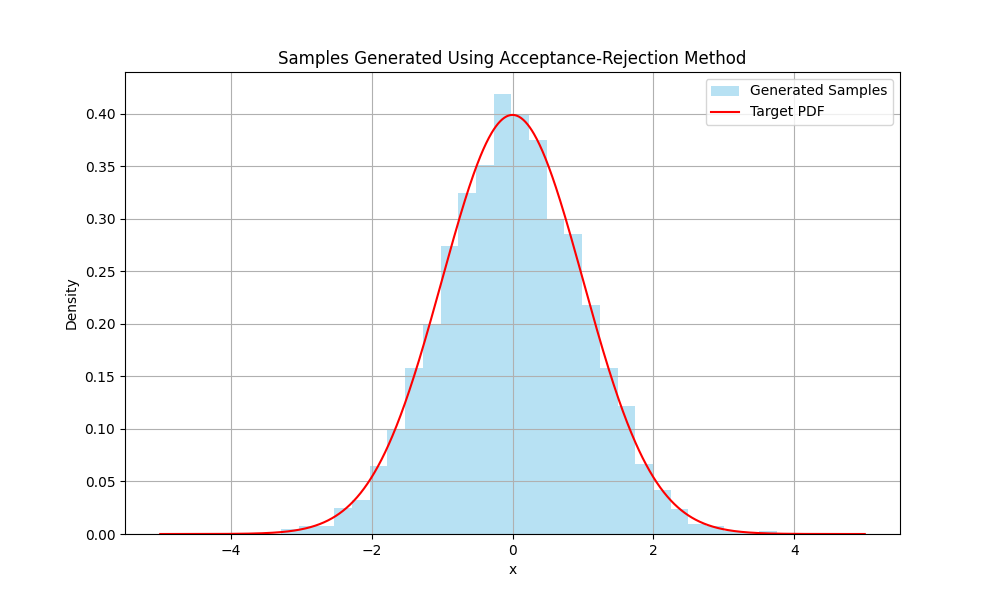 Samples Generated Using Acceptance-Rejection Method
Generated Samples
Target PDF
0.40
0.35
0.30
0.25
0.20
0.15
0.10
0.05
0.00
Density
−4
−2
0
2
4
x